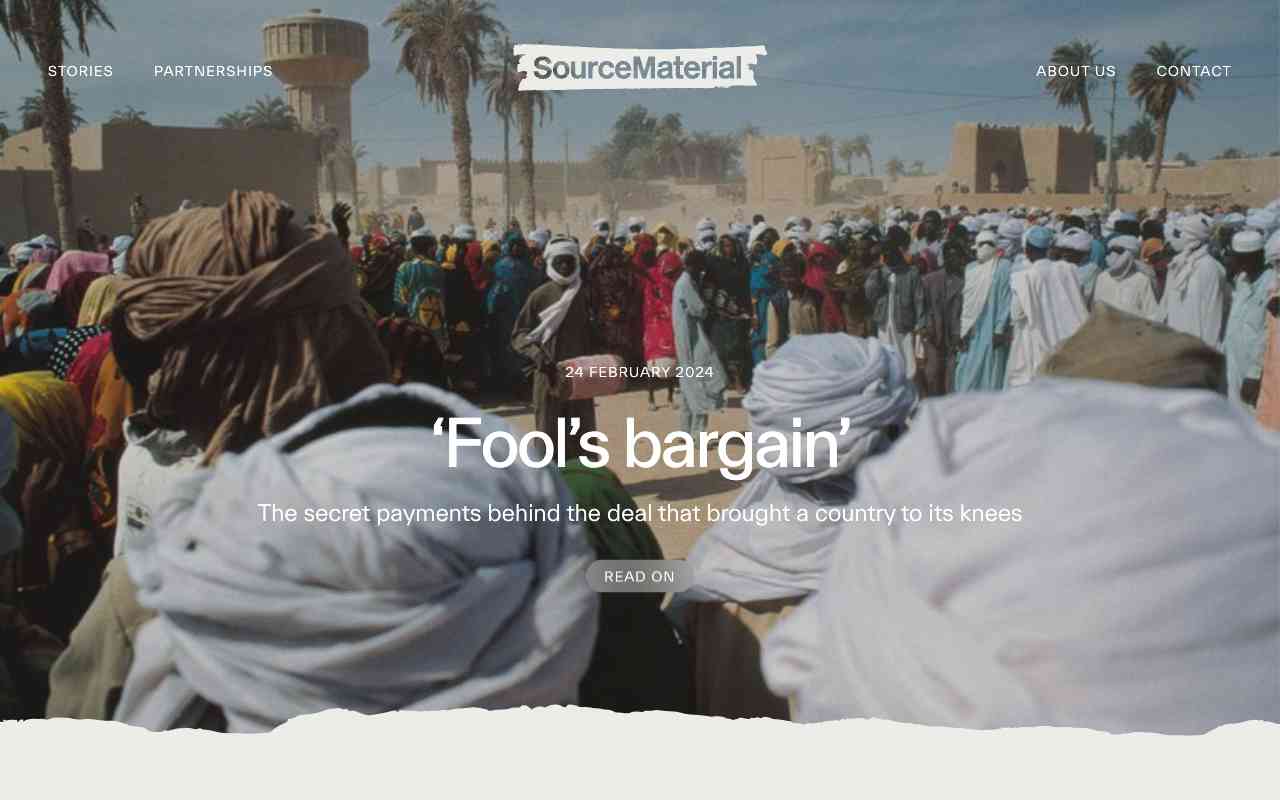 STORIES
PARTNERSHIPS
SourceMaterial
ABOUT US
CONTACT
24 FEBRUARY 2024
‘Fool’s bargain’
The secret payments behind the deal that brought a country to its knees
READ ON